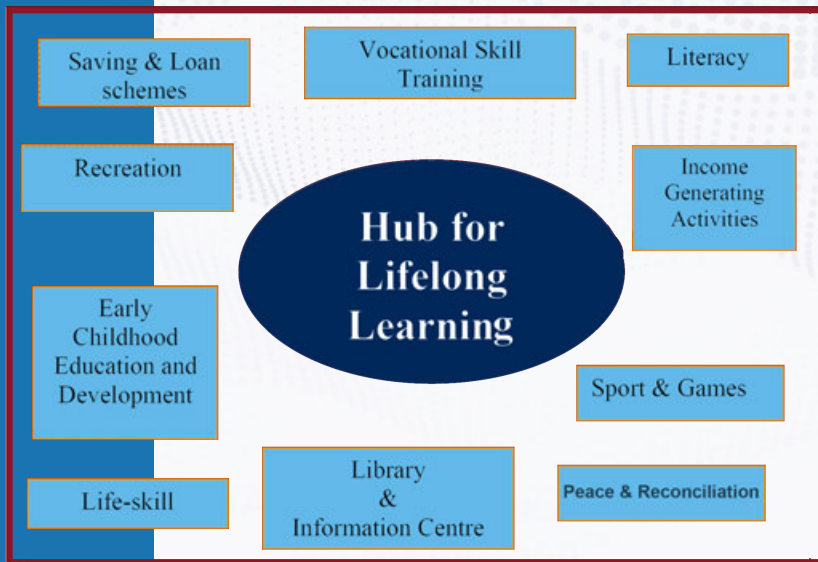 Saving & Loan
schemes
Vocational Skill
Training
Literacy
Recreation
Income
Generating
Activities
Hub for
Lifelong
Learning
Early
Childhood
Education and
Development
Sport & Games
Life-skill
Library
&
Information Centre
Peace & Reconciliation